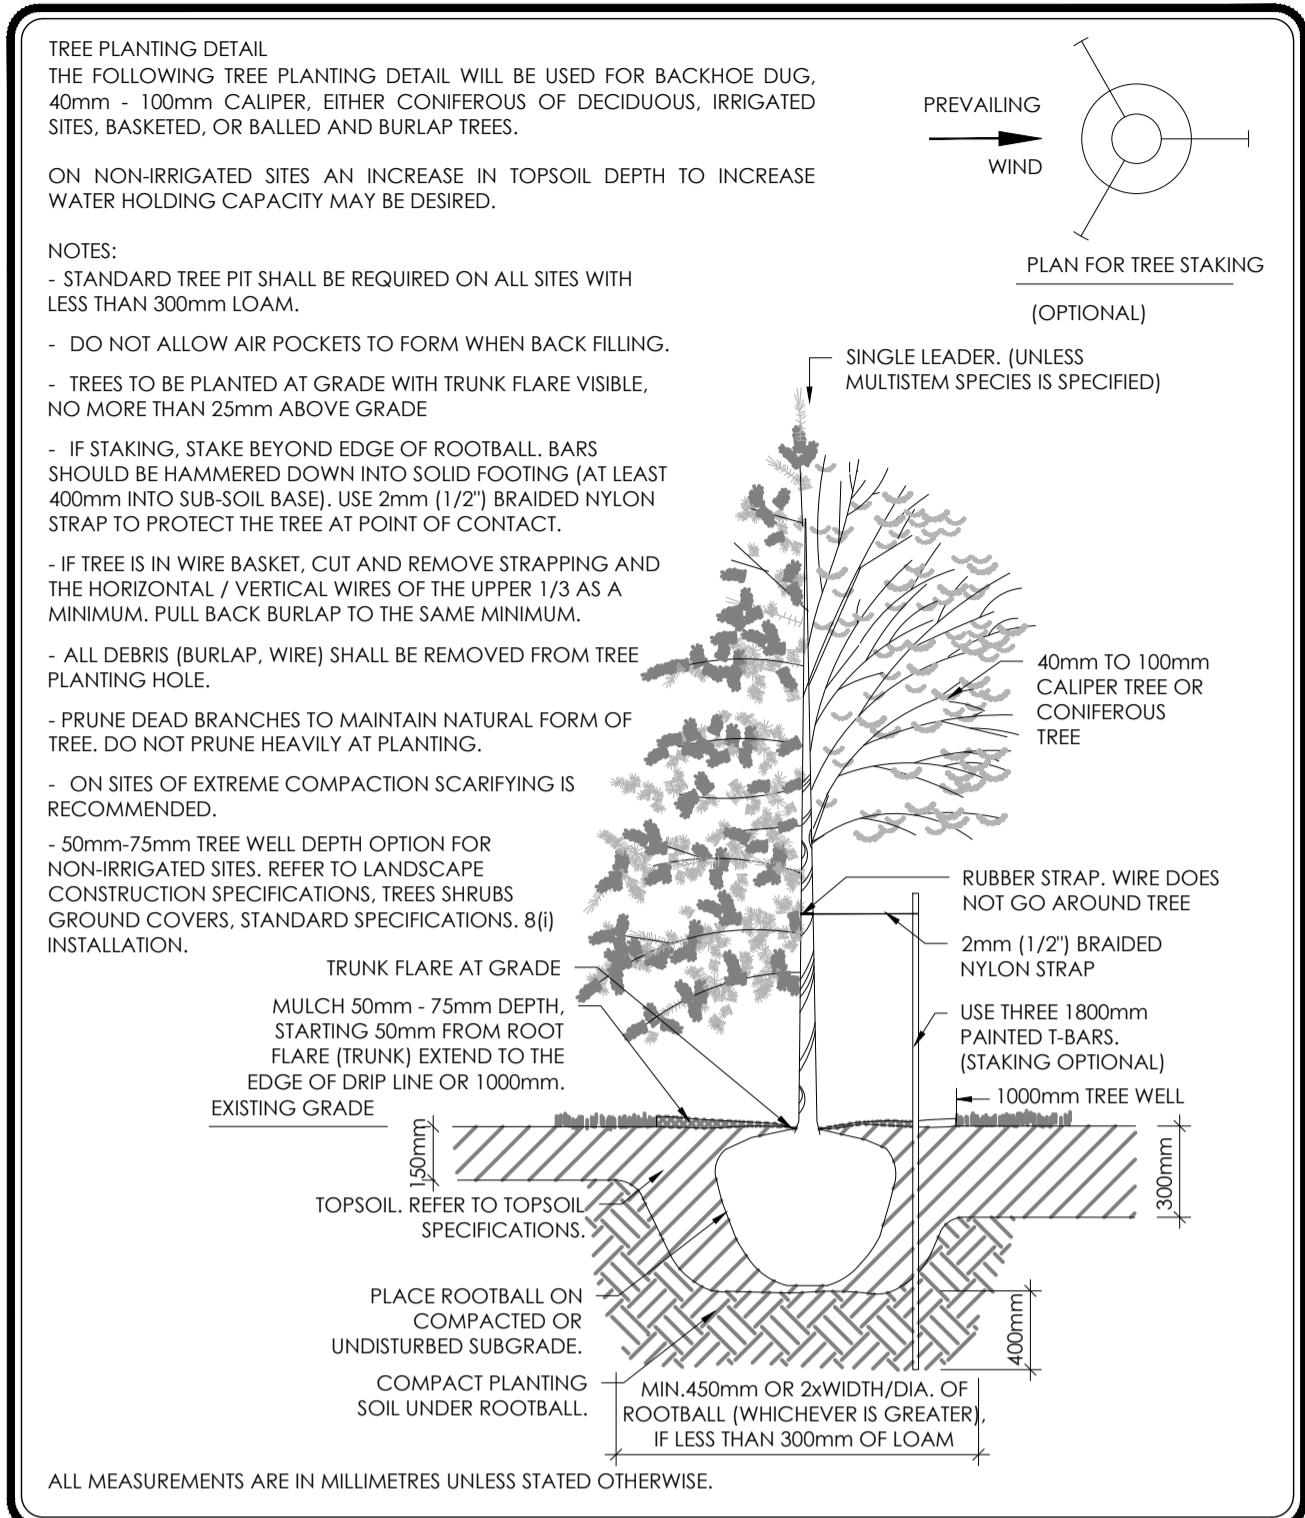 TREE PLANTING DETAIL
THE FOLLOWING TREE PLANTING DETAIL WILL BE USED FOR BACKHOE DUG,
40mm - 100mm CALIPER, EITHER CONIFEROUS OF DECIDUOUS, IRRIGATED
SITES, BASKETED, OR BALLED AND BURLAP TREES.
ON NON-IRRIGATED SITES AN INCREASE IN TOPSOIL DEPTH TO INCREASE
WATER HOLDING CAPACITY MAY BE DESIRED.
NOTES:
- STANDARD TREE PIT SHALL BE REQUIRED ON ALL SITES WITH
LESS THAN 300mm LOAM.
- DO NOT ALLOW AIR POCKETS TO FORM WHEN BACK FILLING.
- TREES TO BE PLANTED AT GRADE WITH TRUNK FLARE VISIBLE,
NO MORE THAN 25mm ABOVE GRADE
- IF STAKING, STAKE BEYOND EDGE OF ROOTBALL. BARS
SHOULD BE HAMMERED DOWN INTO SOLID FOOTING (AT LEAST
400mm INTO SUB-SOIL BASE). USE 2mm (1/2") BRAIDED NYLON
STRAP TO PROTECT THE TREE AT POINT OF CONTACT.
- IF TREE IS IN WIRE BASKET, CUT AND REMOVE STRAPPING AND
THE HORIZONTAL / VERTICAL WIRES OF THE UPPER 1/3 AS A
MINIMUM. PULL BACK BURLAP TO THE SAME MINIMUM.
- ALL DEBRIS (BURLAP, WIRE) SHALL BE REMOVED FROM TREE
PLANTING HOLE.
- PRUNE DEAD BRANCHES TO MAINTAIN NATURAL FORM OF
TREE. DO NOT PRUNE HEAVILY AT PLANTING.
- ON SITES OF EXTREME COMPACTION SCARIFYING IS
RECOMMENDED.
- 50mm-75mm TREE WELL DEPTH OPTION FOR
NON-IRRIGATED SITES. REFER TO LANDSCAPE
CONSTRUCTION SPECIFICATIONS, TREES SHRUBS
GROUND COVERS, STANDARD SPECIFICATIONS. 8(i)
INSTALLATION.
PREVAILING
WIND
PLAN FOR TREE STAKING
(OPTIONAL)
SINGLE LEADER. (UNLESS
MULTISTEM SPECIES IS SPECIFIED)
40mm TO 100mm
CALIPER TREE OR
CONIFEROUS
TREE
RUBBER STRAP. WIRE DOES
NOT GO AROUND TREE
2mm (1/2") BRAIDED
NYLON STRAP
USE THREE 1800mm
PAINTED T-BARS.
(STAKING OPTIONAL)
1000mm TREE WELL
TRUNK FLARE AT GRADE
MULCH 50mm - 75mm DEPTH,
STARTING 50mm FROM ROOT
FLARE (TRUNK) EXTEND TO THE
EDGE OF DRIP LINE OR 1000mm.
EXISTING GRADE
150mm
300mm
TOPSOIL. REFER TO TOPSOIL
SPECIFICATIONS.
PLACE ROOTBALL ON
COMPACTED OR
UNDISTURBED SUBGRADE.
400mm
COMPACT PLANTING
SOIL UNDER ROOTBALL.
MIN.450mm OR 2xWIDTH/DIA. OF
ROOTBALL (WHICHEVER IS GREATER),
IF LESS THAN 300mm OF LOAM
ALL MEASUREMENTS ARE IN MILLIMETRES UNLESS STATED OTHERWISE.